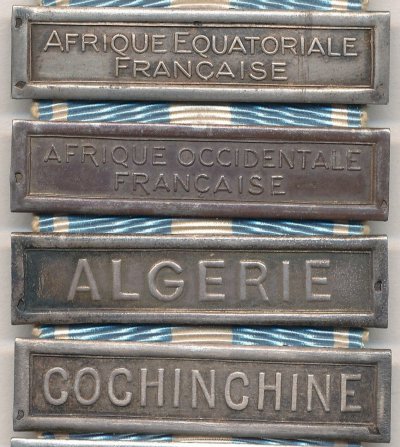 AFRIQUE EQUATORIALE
FRANÇAISE
AFRIQUE OCCIDENTALE
FRANÇAISE
ALGÉRIE
COCHINCHINE